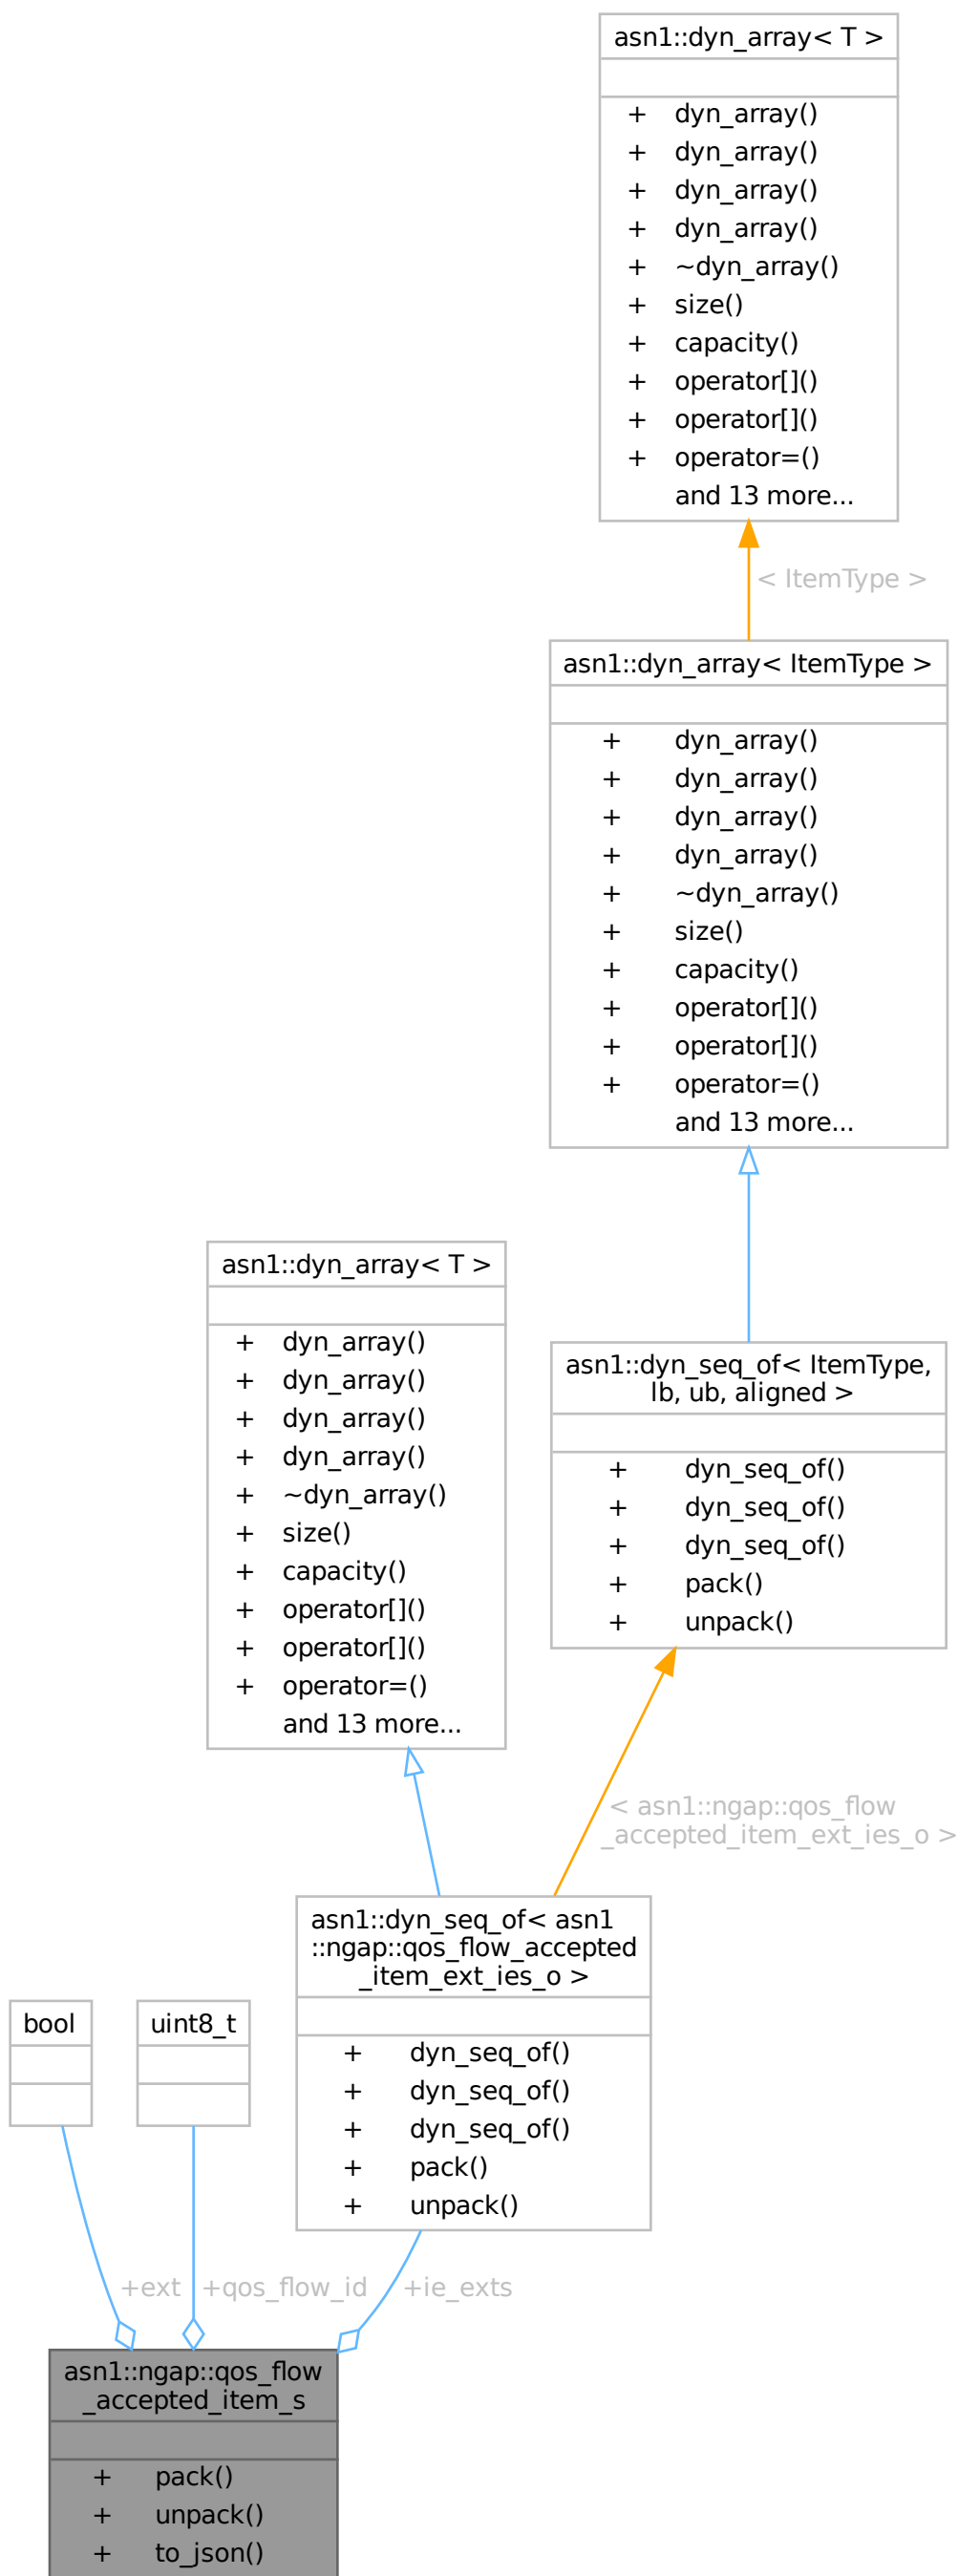 asn1::dyn_array< T >
+ dyn_array()
+ dyn_array()
+ dyn_array()
+ dyn_array()
+ ~dyn_array()
+ size()
+ capacity()
+ operator[]()
+ operator[]()
+ operator=()
and 13 more...
< ItemType >
asn1::dyn_array< ItemType >
+ dyn_array()
+ dyn_array()
+ dyn_array()
+ dyn_array()
+ ~dyn_array()
+ size()
+ capacity()
+ operator[]()
+ operator[]()
+ operator=()
and 13 more...
asn1::dyn_array< T >
+ dyn_array()
+ dyn_array()
+ dyn_array()
+ dyn_array()
+ ~dyn_array()
+ size()
+ capacity()
+ operator[]()
+ operator[]()
+ operator=()
and 13 more...
asn1::dyn_seq_of< ItemType,
lb, ub, aligned >
+ dyn_seq_of()
+ dyn_seq_of()
+ dyn_seq_of()
+ pack()
+ unpack()
< asn1::ngap::qos_flow
_accepted_item_ext_ies_o >
asn1::dyn_seq_of< asn1
::ngap::qos_flow_accepted
_item_ext_ies_o >
+ dyn_seq_of()
+ dyn_seq_of()
+ dyn_seq_of()
+ pack()
+ unpack()
bool
uint8_t
+ext
+qos_flow_id
+ie_exts
asn1::ngap::qos_flow
_accepted_item_s
+ pack()
+ unpack()
+ to_json()